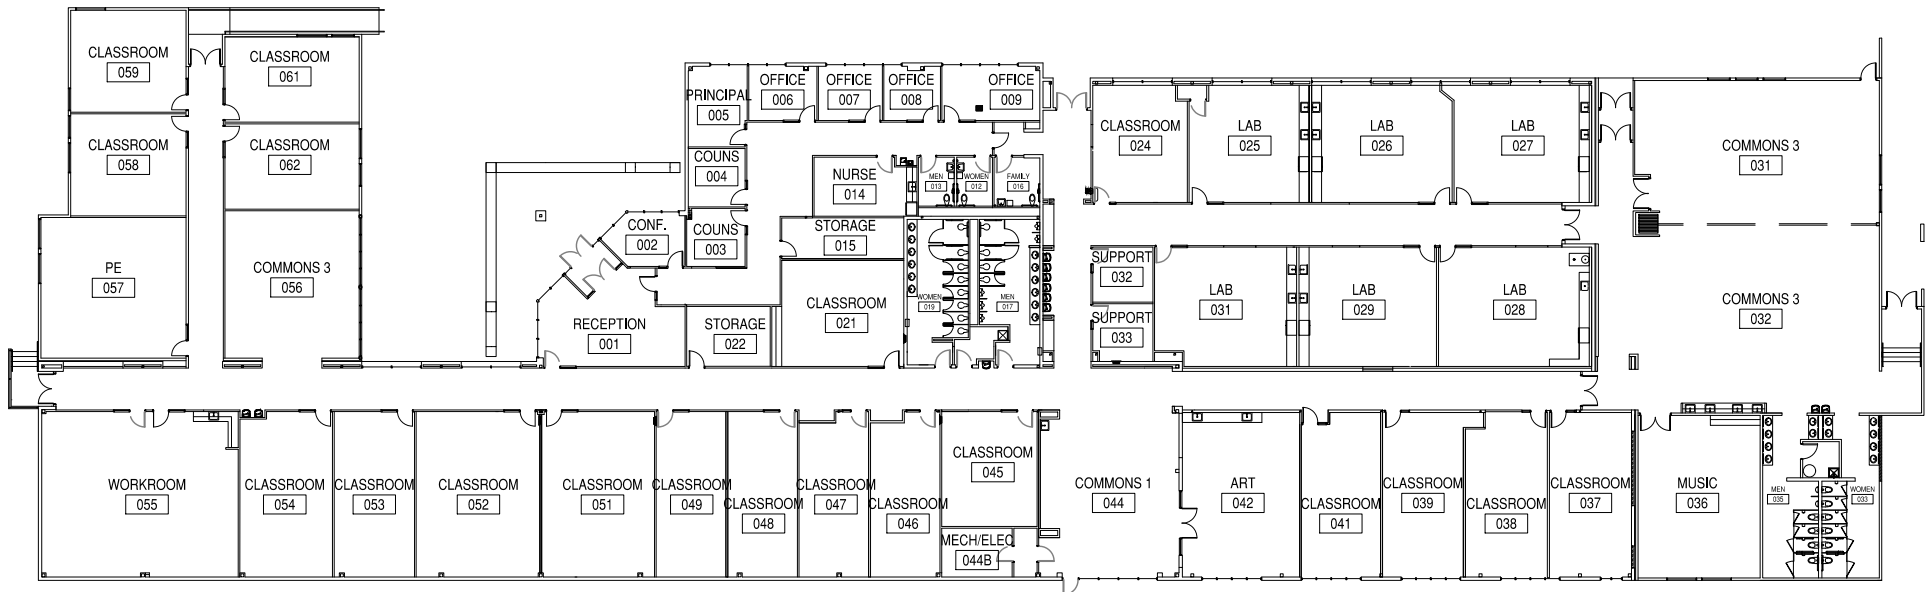 CLASSROOM
059
CLASSROOM
061
CLASSROOM
058
CLASSROOM
062
PE
057
COMMONS 3
056
PRINCIPAL
005
OFFICE
006
OFFICE
007
OFFICE
008
OFFICE
009
COUNS
004
COUNS
003
CONF.
002
NURSE
014
MEN
013
WOMEN
012
FAMILY
016
STORAGE
015
CLASSROOM
021
WOMEN
019
MEN
017
RECEPTION
001
STORAGE
022
CLASSROOM
024
LAB
025
LAB
026
LAB
027
COMMONS 3
031
SUPPORT
032
SUPPORT
033
LAB
031
LAB
029
LAB
028
COMMONS 3
032
WORKROOM
055
CLASSROOM
054
CLASSROOM
053
CLASSROOM
052
CLASSROOM
051
CLASSROOM
049
CLASSROOM
048
CLASSROOM
047
CLASSROOM
046
CLASSROOM
045
MECH/ELEC
044B
COMMONS 1
044
ART
042
CLASSROOM
041
CLASSROOM
039
CLASSROOM
038
CLASSROOM
037
MUSIC
036
MEN
035
WOMEN
033